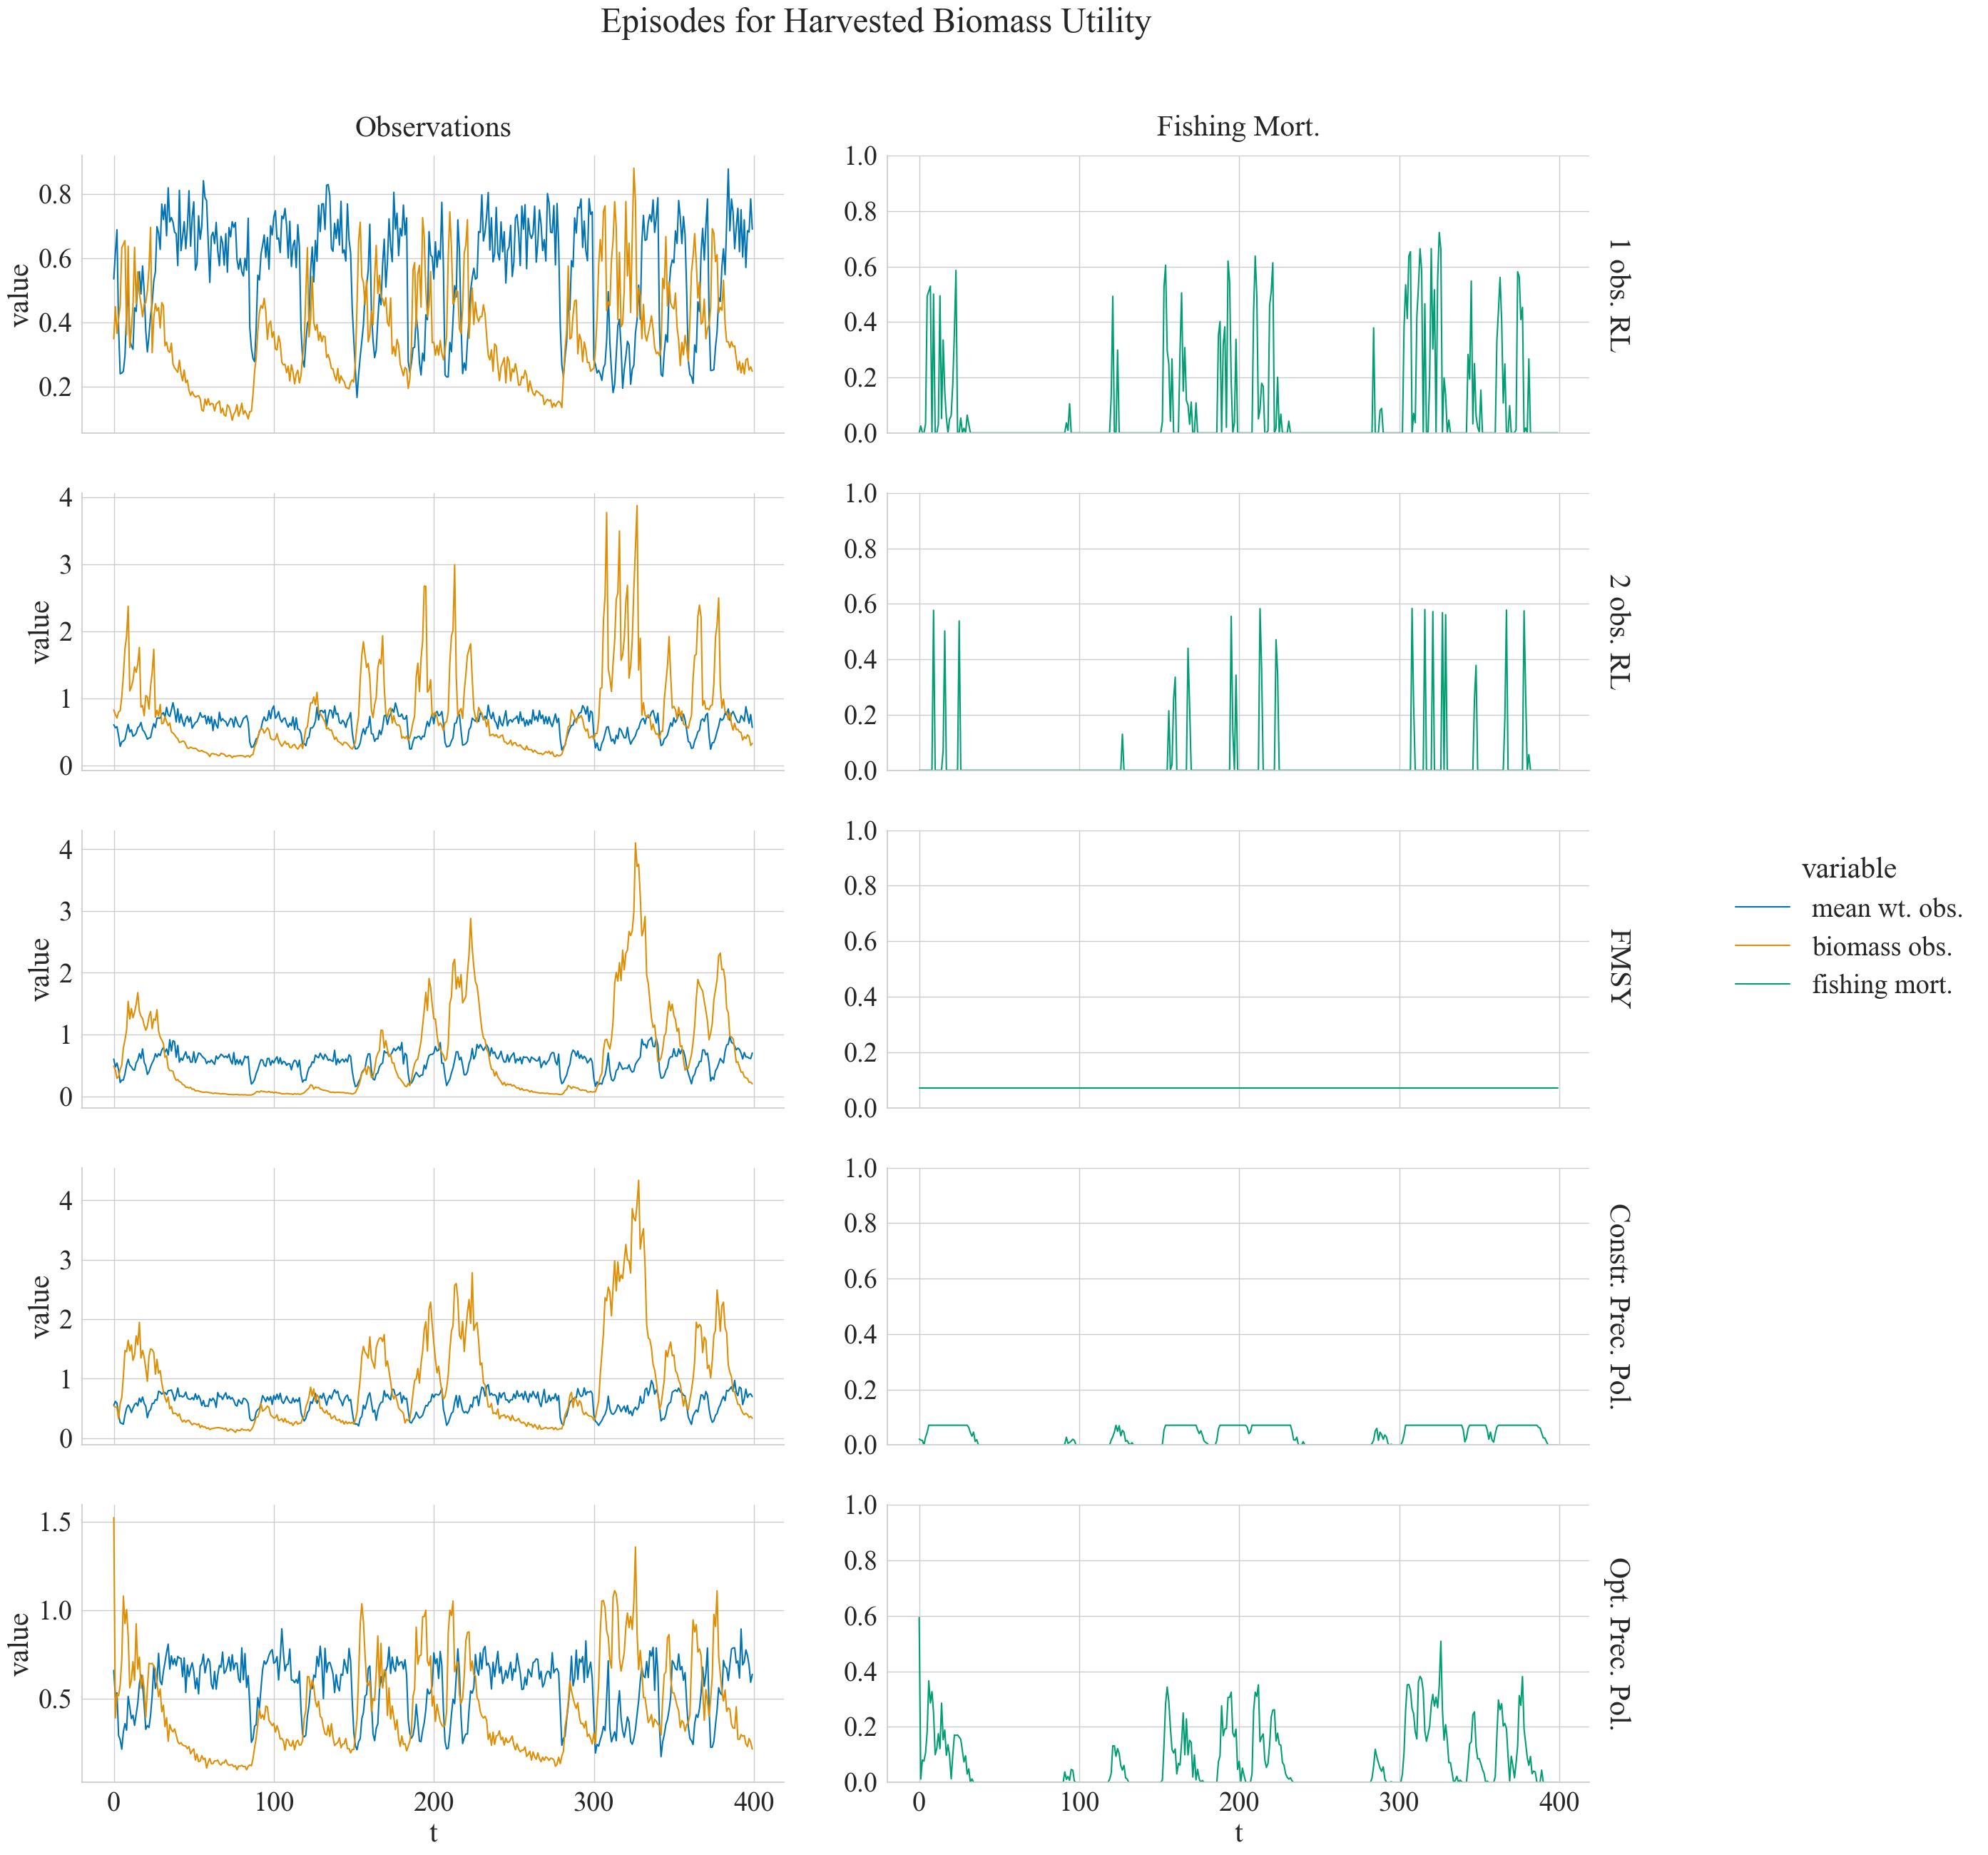 Episodes for Harvested Biomass Utility
Observations
Fishing Mort.
value
0.8
0.6
0.4
0.2
1.0
0.8
0.6
0.4
0.2
0.0
1 obs. RL
value
4
3
2
1
0
1.0
0.8
0.6
0.4
0.2
0.0
2 obs. RL
value
4
3
2
1
0
1.0
0.8
0.6
0.4
0.2
0.0
FMSY
variable
mean wt. obs.
biomass obs.
fishing mort.
value
4
3
2
1
0
1.0
0.8
0.6
0.4
0.2
0.0
Constr. Prec. Pol.
value
1.5
1.0
0.5
1.0
0.8
0.6
0.4
0.2
0.0
Opt. Prec. Pol.
0 100 200 300 400
t
0 100 200 300 400
t